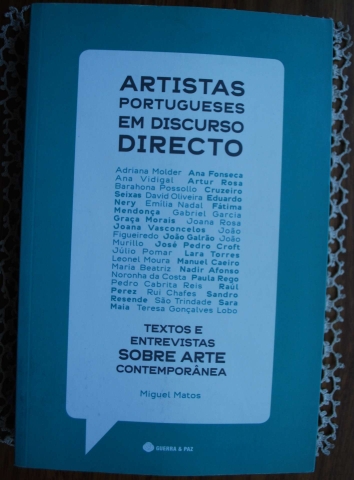 ARTISTAS
PORTUGUESES
EM DISCURSO
DIRECTO
Adriana Molder Ana Fonseca
Ana Vidigal Artur Rosa
Barahona Possollo Cruzeiro
Seixas David Oliveira Eduardo
Nery Emília Nadal Fátima
Mendonça Gabriel Garcia
Graça Morais Joana Rosa
Joana Vasconcelos João
Figueiredo João Galrão João
Murillo José Pedro Croft
Júlio Pomar Lara Torres
Leonel Moura Manuel Caeiro
Maria Beatriz Nadir Afonso
Noronha da Costa Paula Rego
Pedro Cabrita Reis Raúl
Perez Rui Chafes Sandro
Resende São Trindade Sara
Maia Teresa Gonçalves Lobo
TEXTOS E
ENTREVISTAS
SOBRE ARTE
CONTEMPORÂNEA
Miguel Matos
GUERRA & PAZ